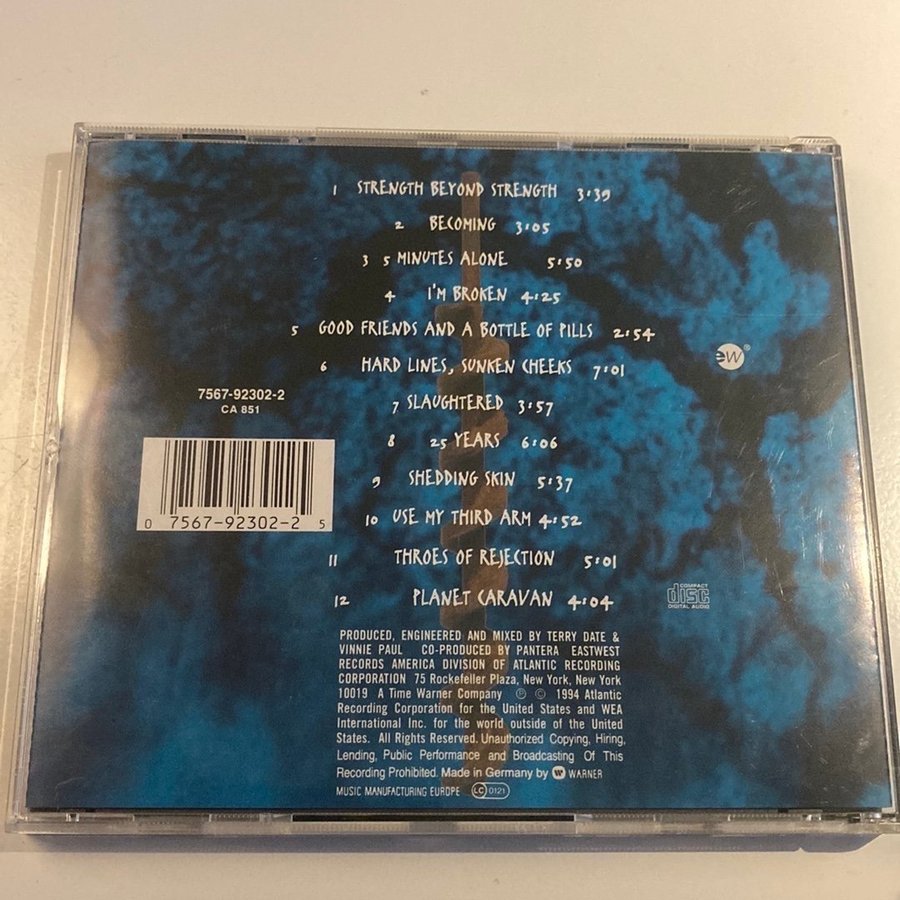 1 STRENGTH BEYOND STRENGTH 3:39
2 BECOMING 3:05
3 5 MINUTES ALONE 5:50
4 I'M BROKEN 4:25
5 GOOD FRIENDS AND A BOTTLE OF PILLS 2:54
6 HARD LINES, SUNKEN CHEEKS 7:01
7 SLAUGHTERED 3:57
8 25 YEARS 6:06
9 SHEDDING SKIN 5:37
10 USE MY THIRD ARM 4:52
11 THROES OF REJECTION 5:01
12 PLANET CARAVAN 4:04
ew®
7567-92302-2
CA 851
0 7567-92302-2 5
COMPACT
disc
DIGITAL AUDIO
PRODUCED, ENGINEERED AND MIXED BY TERRY DATE &
VINNIE PAUL CO-PRODUCED BY PANTERA EASTWEST
RECORDS AMERICA DIVISION OF ATLANTIC RECORDING
CORPORATION 75 Rockefeller Plaza, New York, New York
10019 A Time Warner Company ℗ © 1994 Atlantic
Recording Corporation for the United States and WEA
International Inc. for the world outside of the United
States. All Rights Reserved. Unauthorized Copying, Hiring,
Lending, Public Performance and Broadcasting Of This
Recording Prohibited. Made in Germany by WARNER
MUSIC MANUFACTURING EUROPE LC 0121